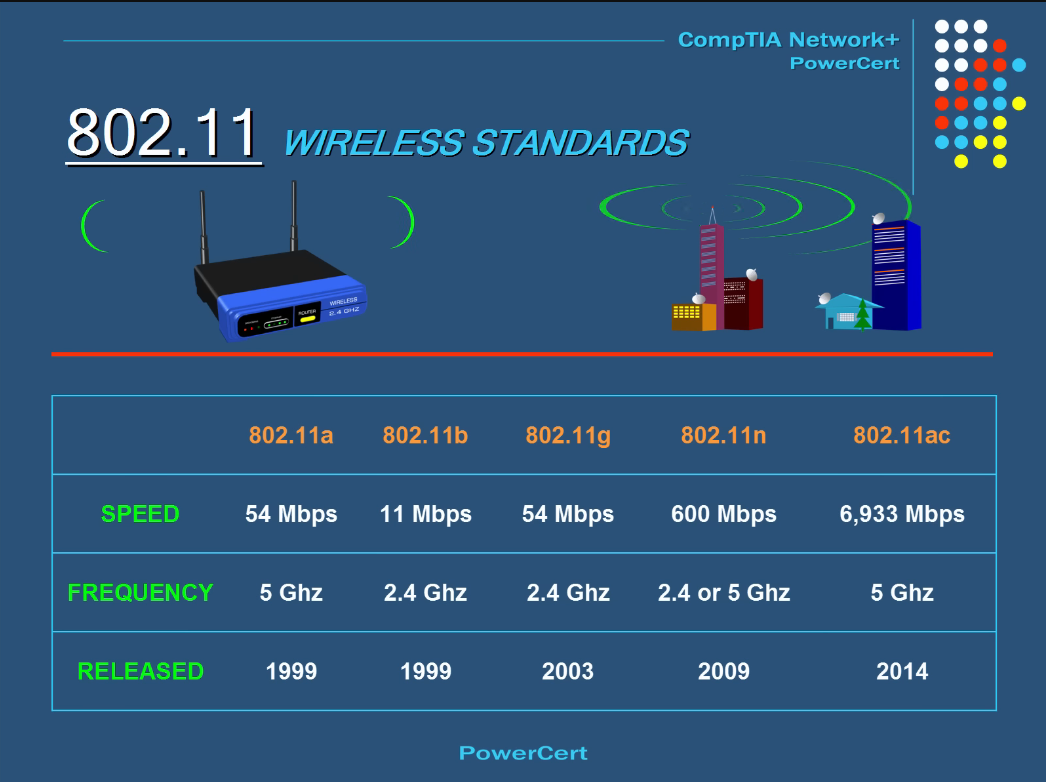 CompTIA Network+
PowerCert
802.11 WIRELESS STANDARDS
WIRELESS
ROUTER
2.4 GHZ
802.11a 802.11b 802.11g 802.11n 802.11ac
SPEED 54 Mbps 11 Mbps 54 Mbps 600 Mbps 6,933 Mbps
FREQUENCY 5 Ghz 2.4 Ghz 2.4 Ghz 2.4 or 5 Ghz 5 Ghz
RELEASED 1999 1999 2003 2009 2014
PowerCert